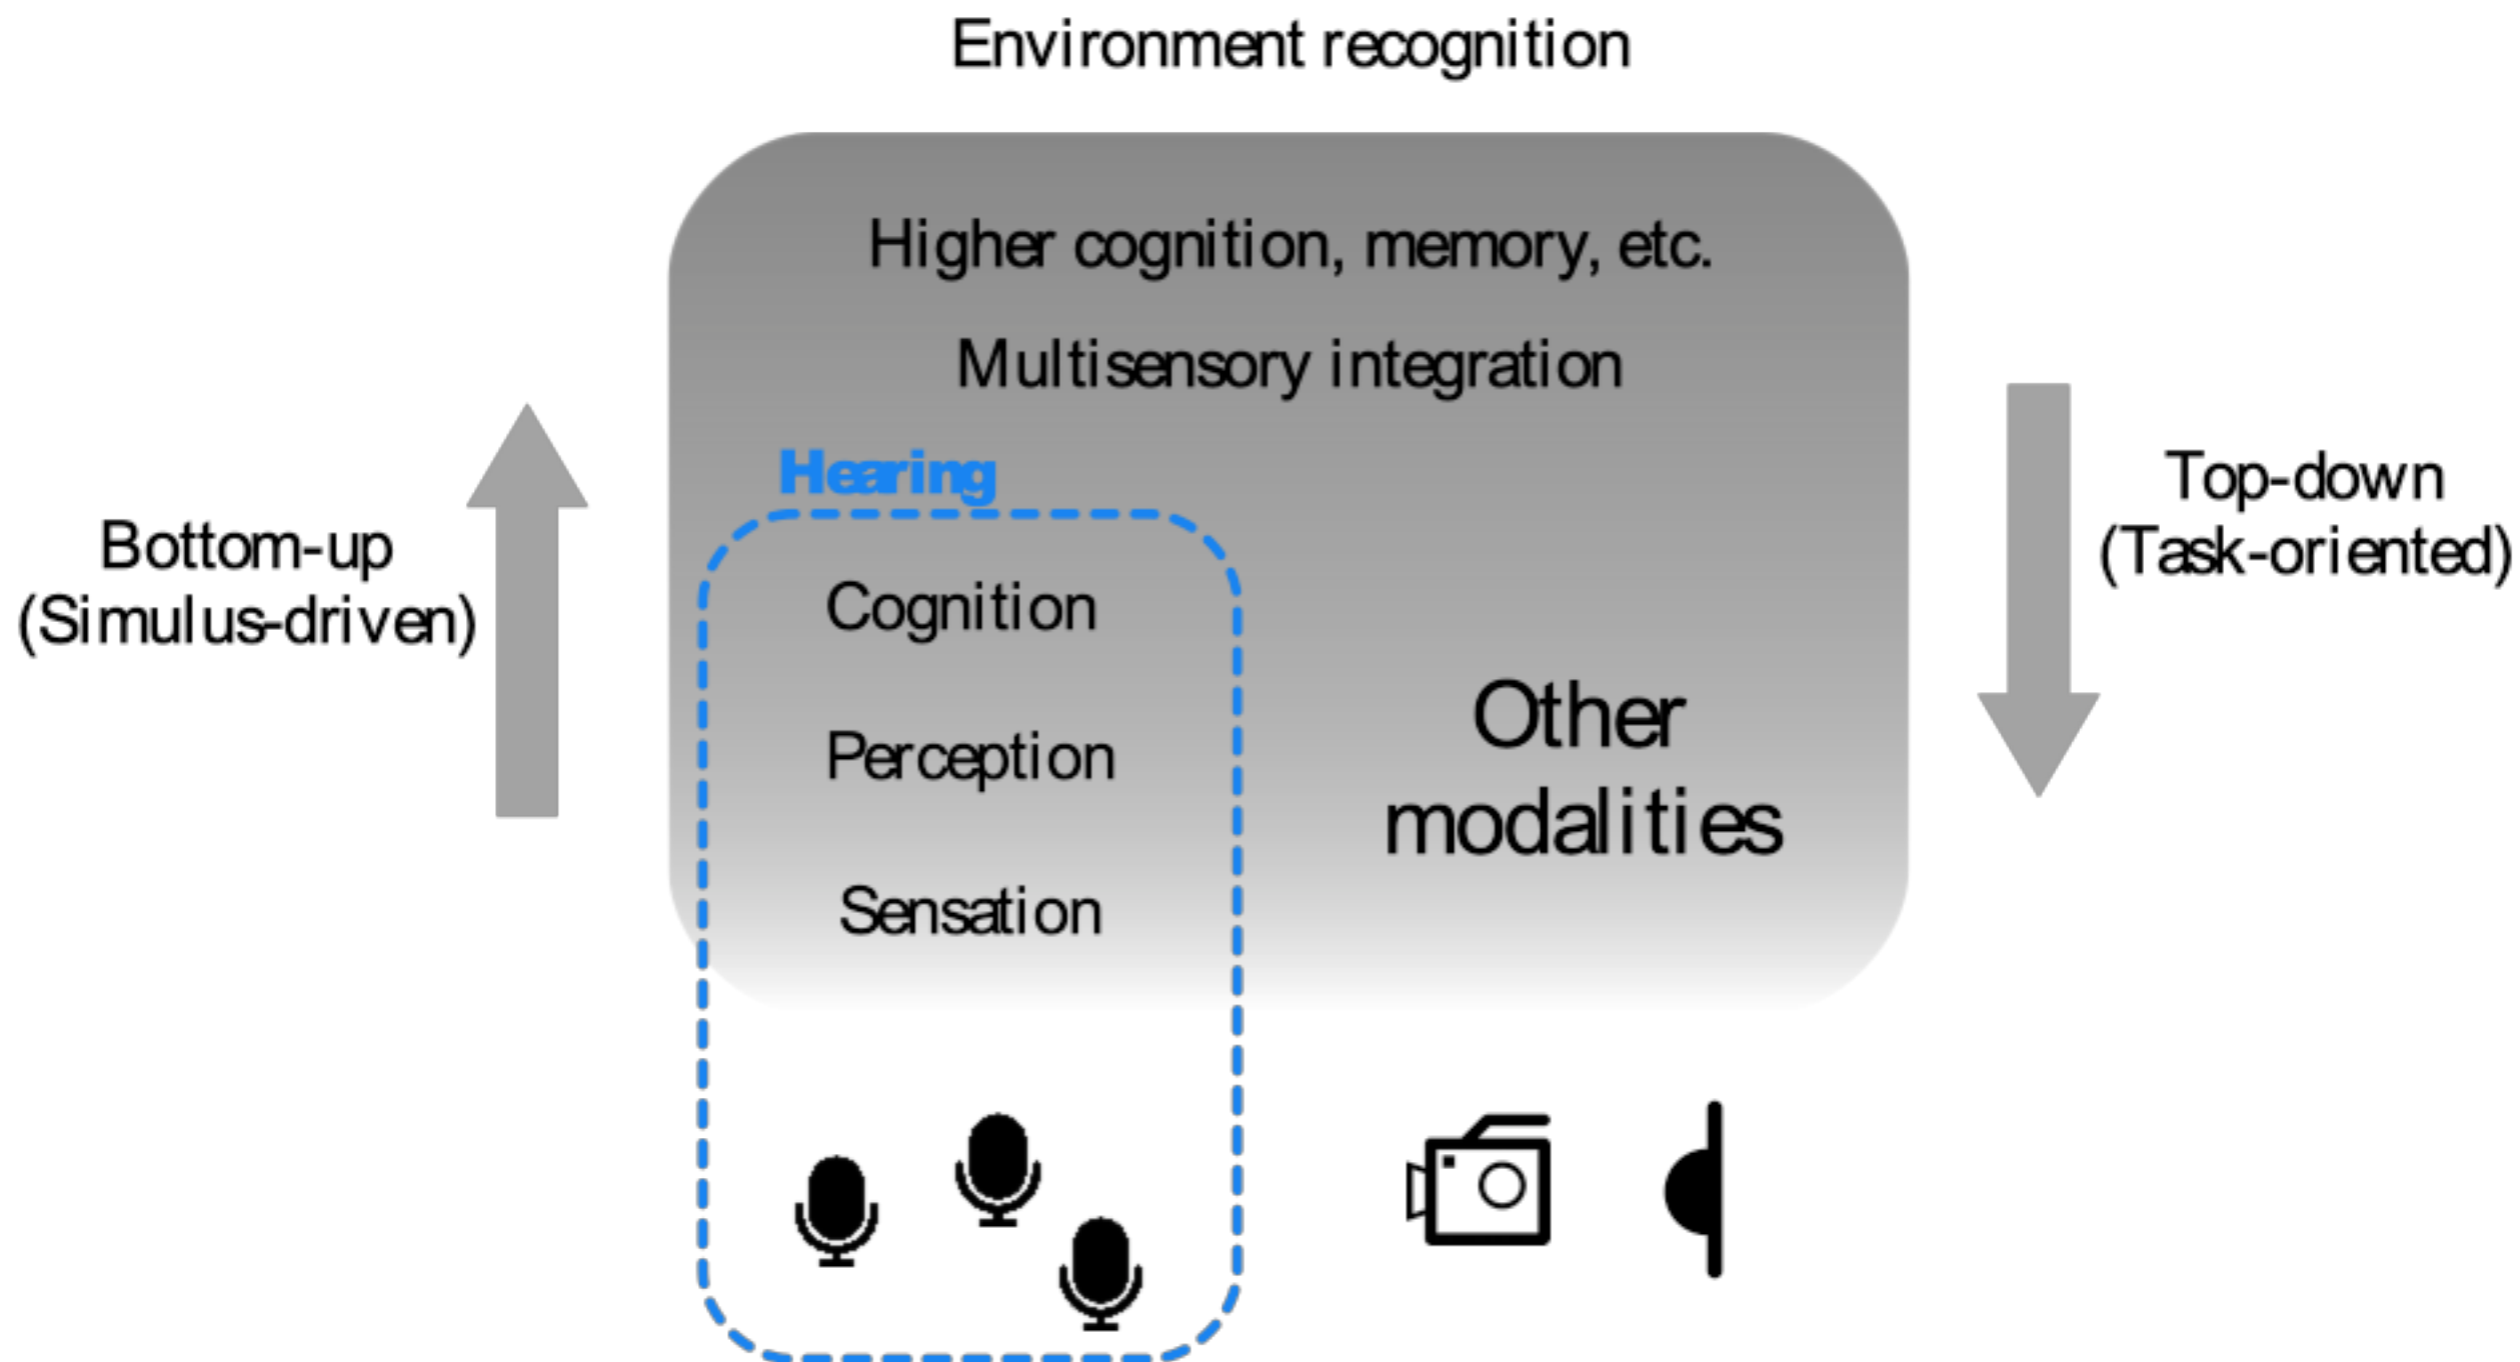 Environment recognition
Higher cognition, memory, etc.
Multisensory integration
Hearing
Cognition
Perception
Sensation
Other
modalities
Bottom-up
(Simulus-driven)
Top-down
(Task-oriented)